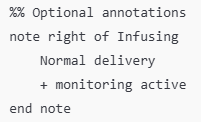 %% Optional annotations
note right of Infusing
    Normal delivery
    + monitoring active
end note